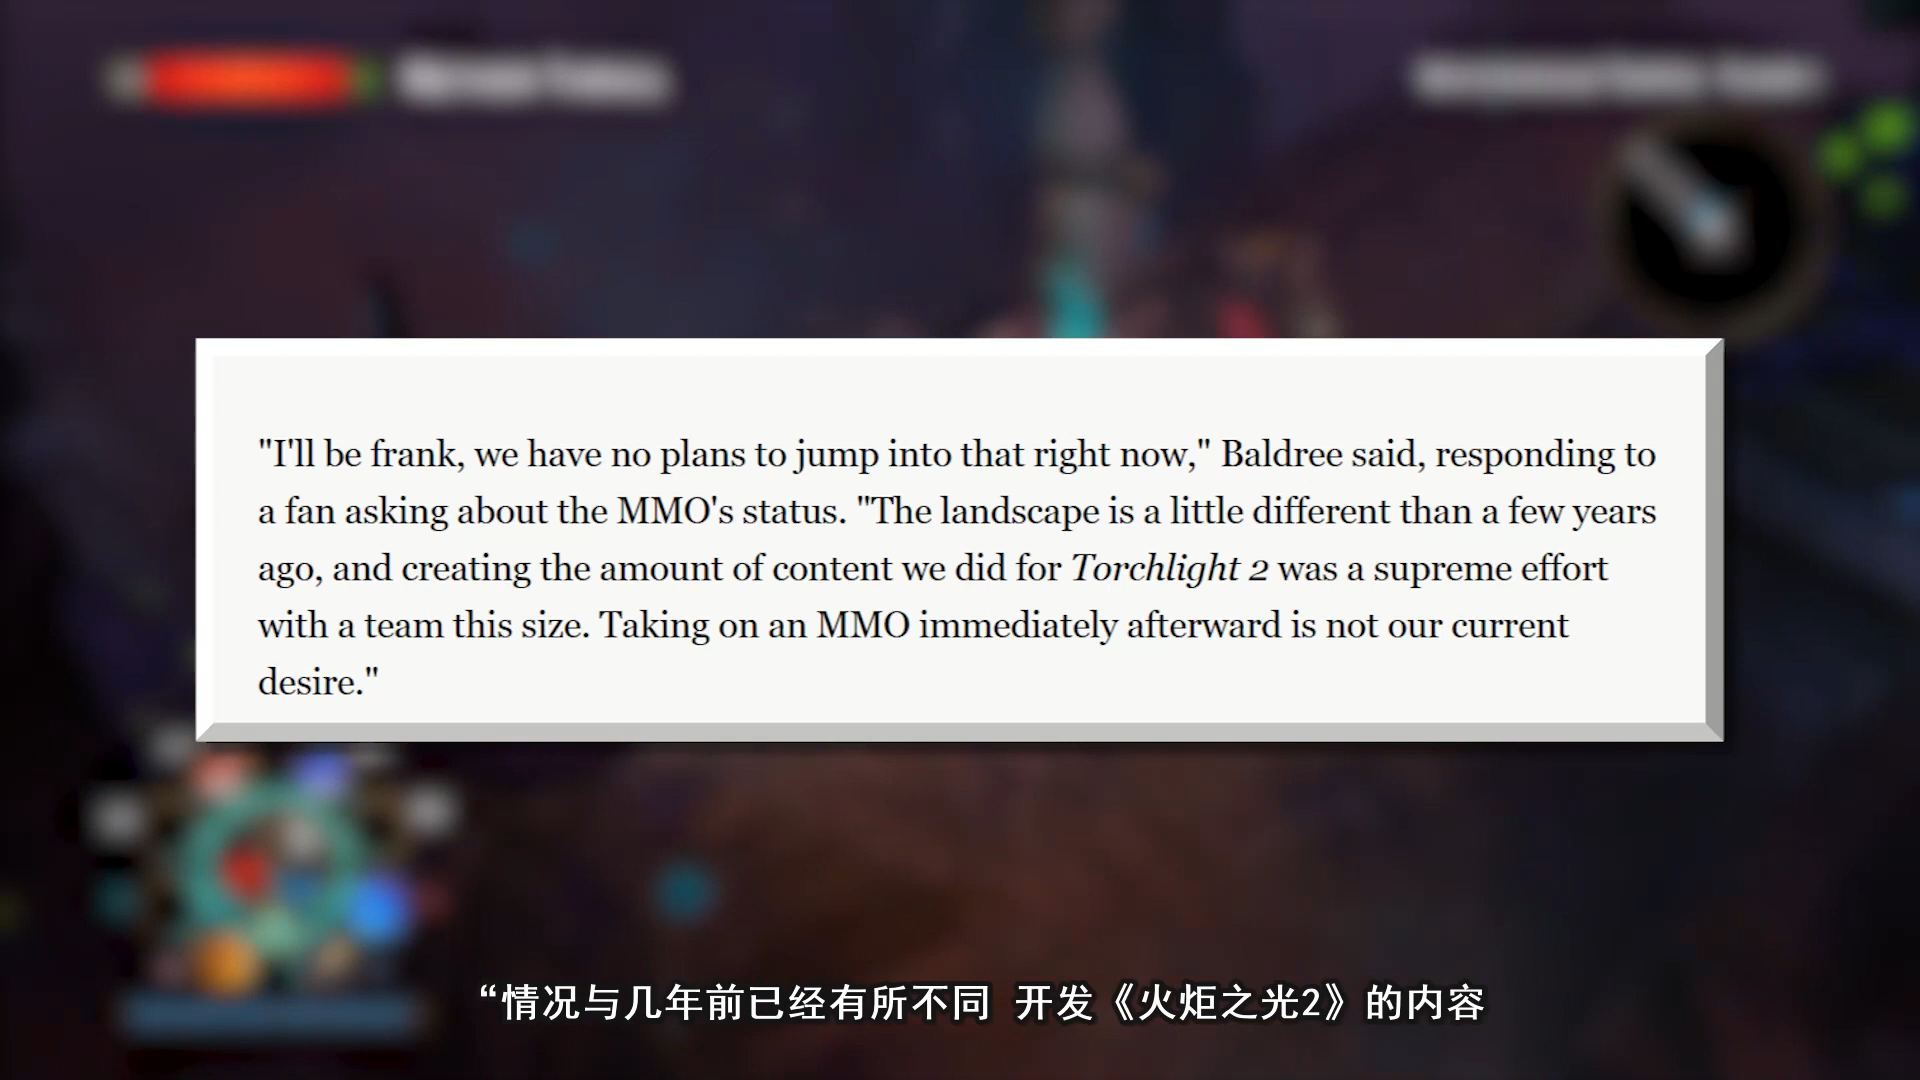 "I'll be frank, we have no plans to jump into that right now," Baldree said, responding to
a fan asking about the MMO's status. "The landscape is a little different than a few years
ago, and creating the amount of content we did for Torchlight 2 was a supreme effort
with a team this size. Taking on an MMO immediately afterward is not our current
desire."
“情况与几年前已经有所不同 开发《火炬之光2》的内容